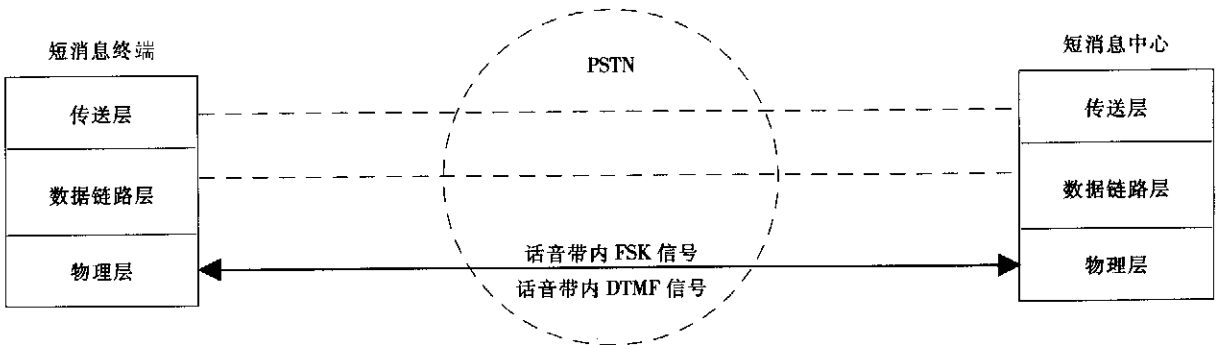 短消息终端
传送层
数据链路层
物理层
PSTN
话音带内 FSK 信号
话音带内 DTMF 信号
短消息中心
传送层
数据链路层
物理层